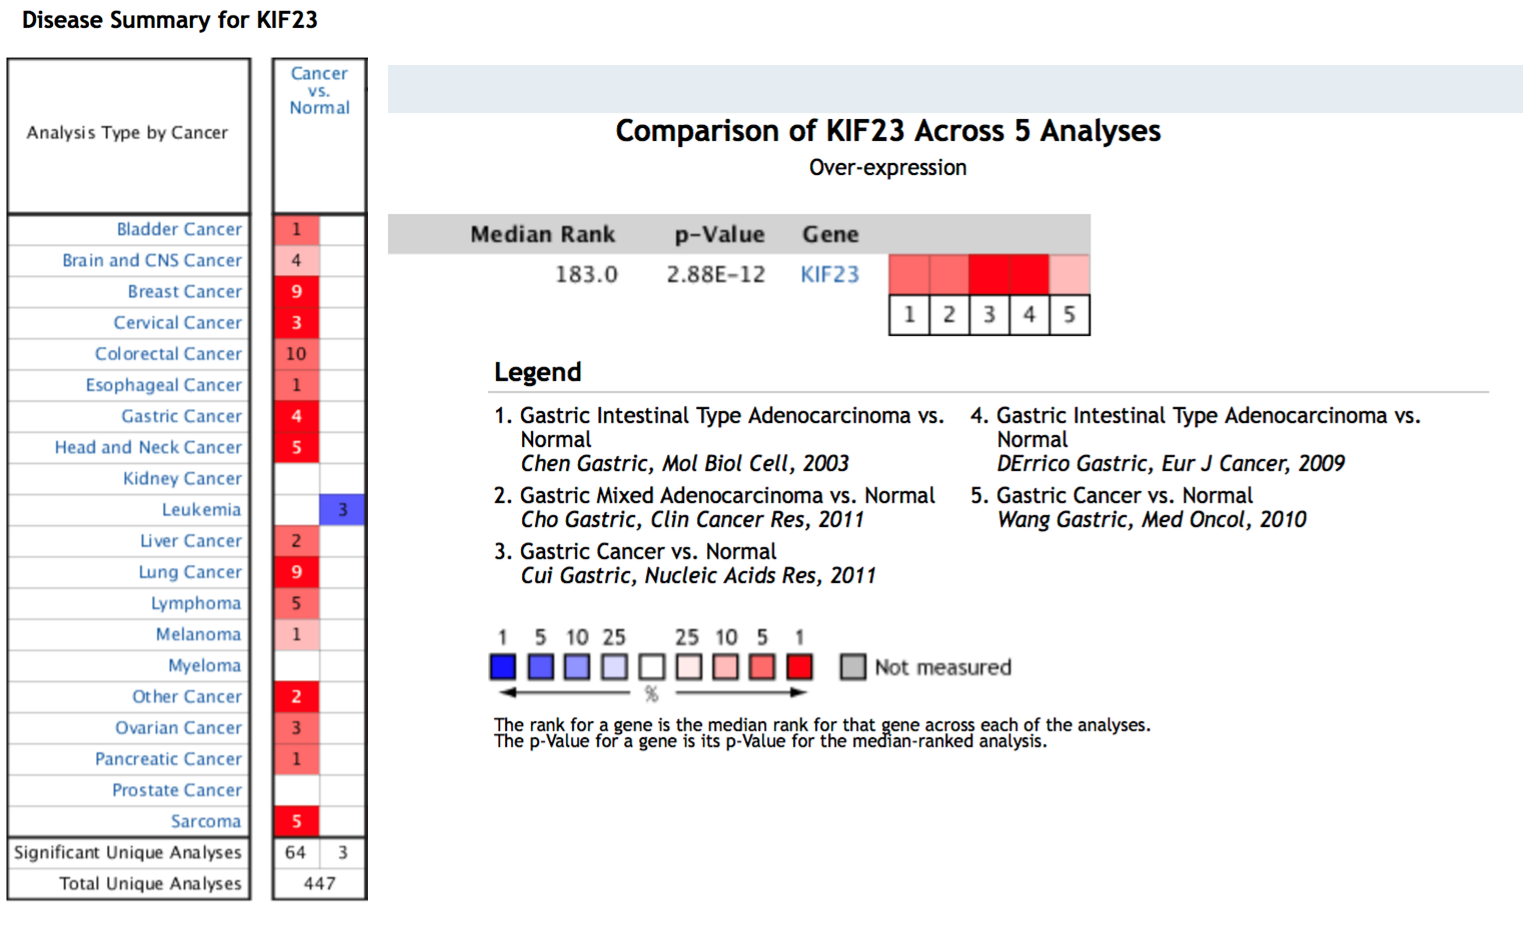 Disease Summary for KIF23
Analysis Type by Cancer
Cancer
vs.
Normal
Bladder Cancer 1
Brain and CNS Cancer 4
Breast Cancer 9
Cervical Cancer 3
Colorectal Cancer 10
Esophageal Cancer 1
Gastric Cancer 4
Head and Neck Cancer 5
Kidney Cancer
Leukemia 3
Liver Cancer 2
Lung Cancer 9
Lymphoma 5
Melanoma 1
Myeloma
Other Cancer 2
Ovarian Cancer 3
Pancreatic Cancer 1
Prostate Cancer
Sarcoma 5
Significant Unique Analyses 64 3
Total Unique Analyses 447
Comparison of KIF23 Across 5 Analyses
Over-expression
Median Rank p-Value Gene
183.0 2.88E-12 KIF23
1 2 3 4 5
Legend
1. Gastric Intestinal Type Adenocarcinoma vs.
Normal
Chen Gastric, Mol Biol Cell, 2003
2. Gastric Mixed Adenocarcinoma vs. Normal
Cho Gastric, Clin Cancer Res, 2011
3. Gastric Cancer vs. Normal
Cui Gastric, Nucleic Acids Res, 2011
4. Gastric Intestinal Type Adenocarcinoma vs.
Normal
DErrico Gastric, Eur J Cancer, 2009
5. Gastric Cancer vs. Normal
Wang Gastric, Med Oncol, 2010
1 5 10 25 25 10 5 1
Not measured
%
The rank for a gene is the median rank for that gene across each of the analyses.
The p-Value for a gene is its p-Value for the median-ranked analysis.